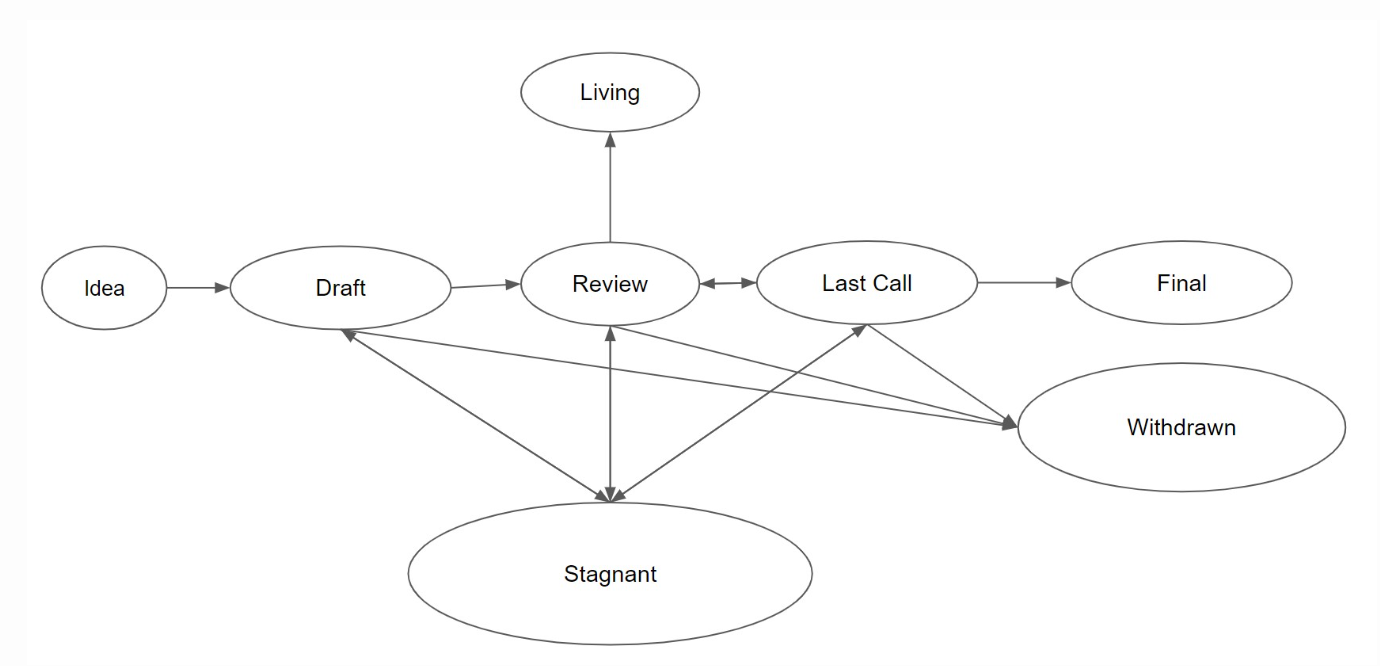 Living
Idea
Draft
Review
Last Call
Final
Withdrawn
Stagnant